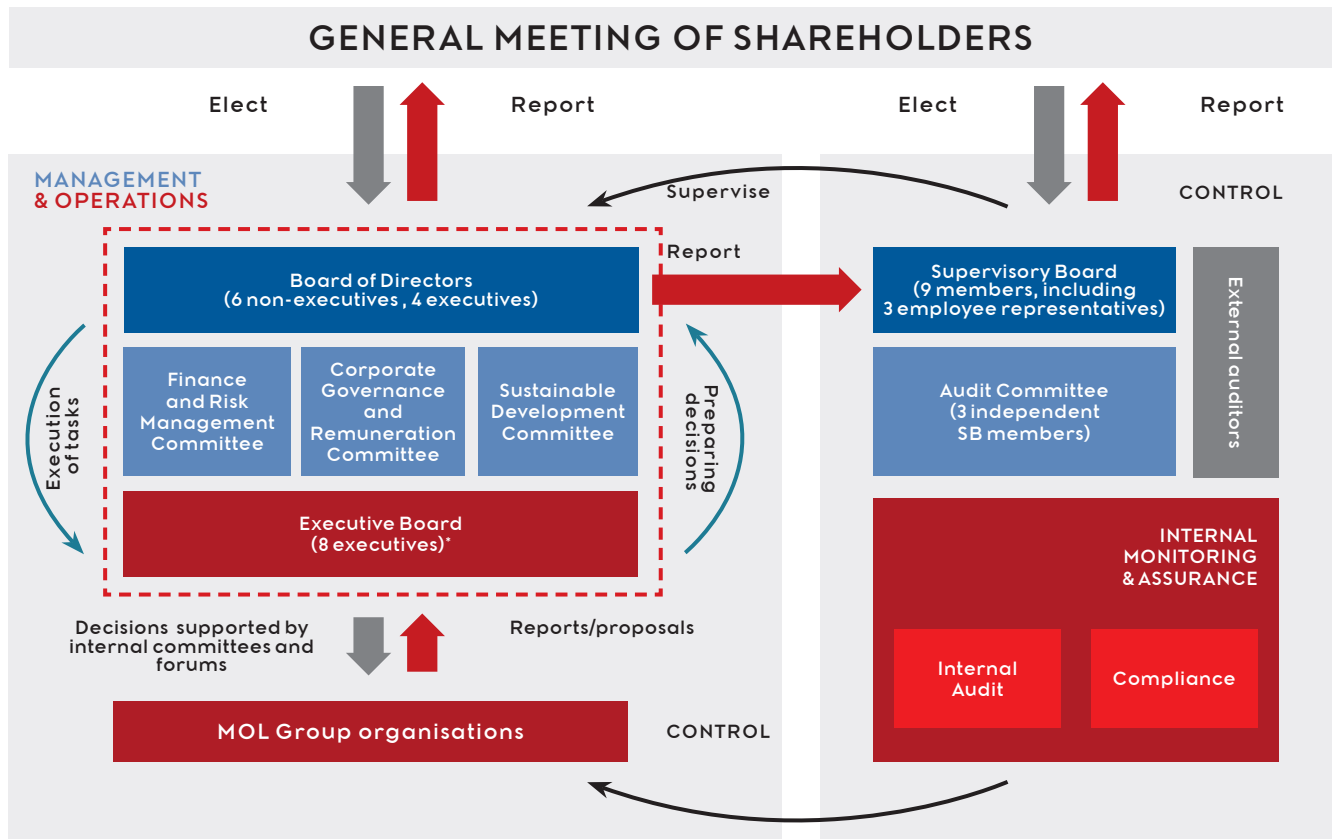 GENERAL MEETING OF SHAREHOLDERS
Elect
Report
Elect
Report
MANAGEMENT
& OPERATIONS
Supervise
CONTROL
Report
Board of Directors
(6 non-executives , 4 executives)
Supervisory Board
(9 members, including
3 employee representatives)
External auditors
Execution
of tasks
Finance
and Risk
Management
Committee
Corporate
Governance
and
Remuneration
Committee
Sustainable
Development
Committee
Preparing
decisions
Audit Committee
(3 independent
SB members)
Executive Board
(8 executives)*
INTERNAL
MONITORING
& ASSURANCE
Decisions supported by
internal committees and
forums
Reports/proposals
Internal
Audit
Compliance
MOL Group organisations
CONTROL